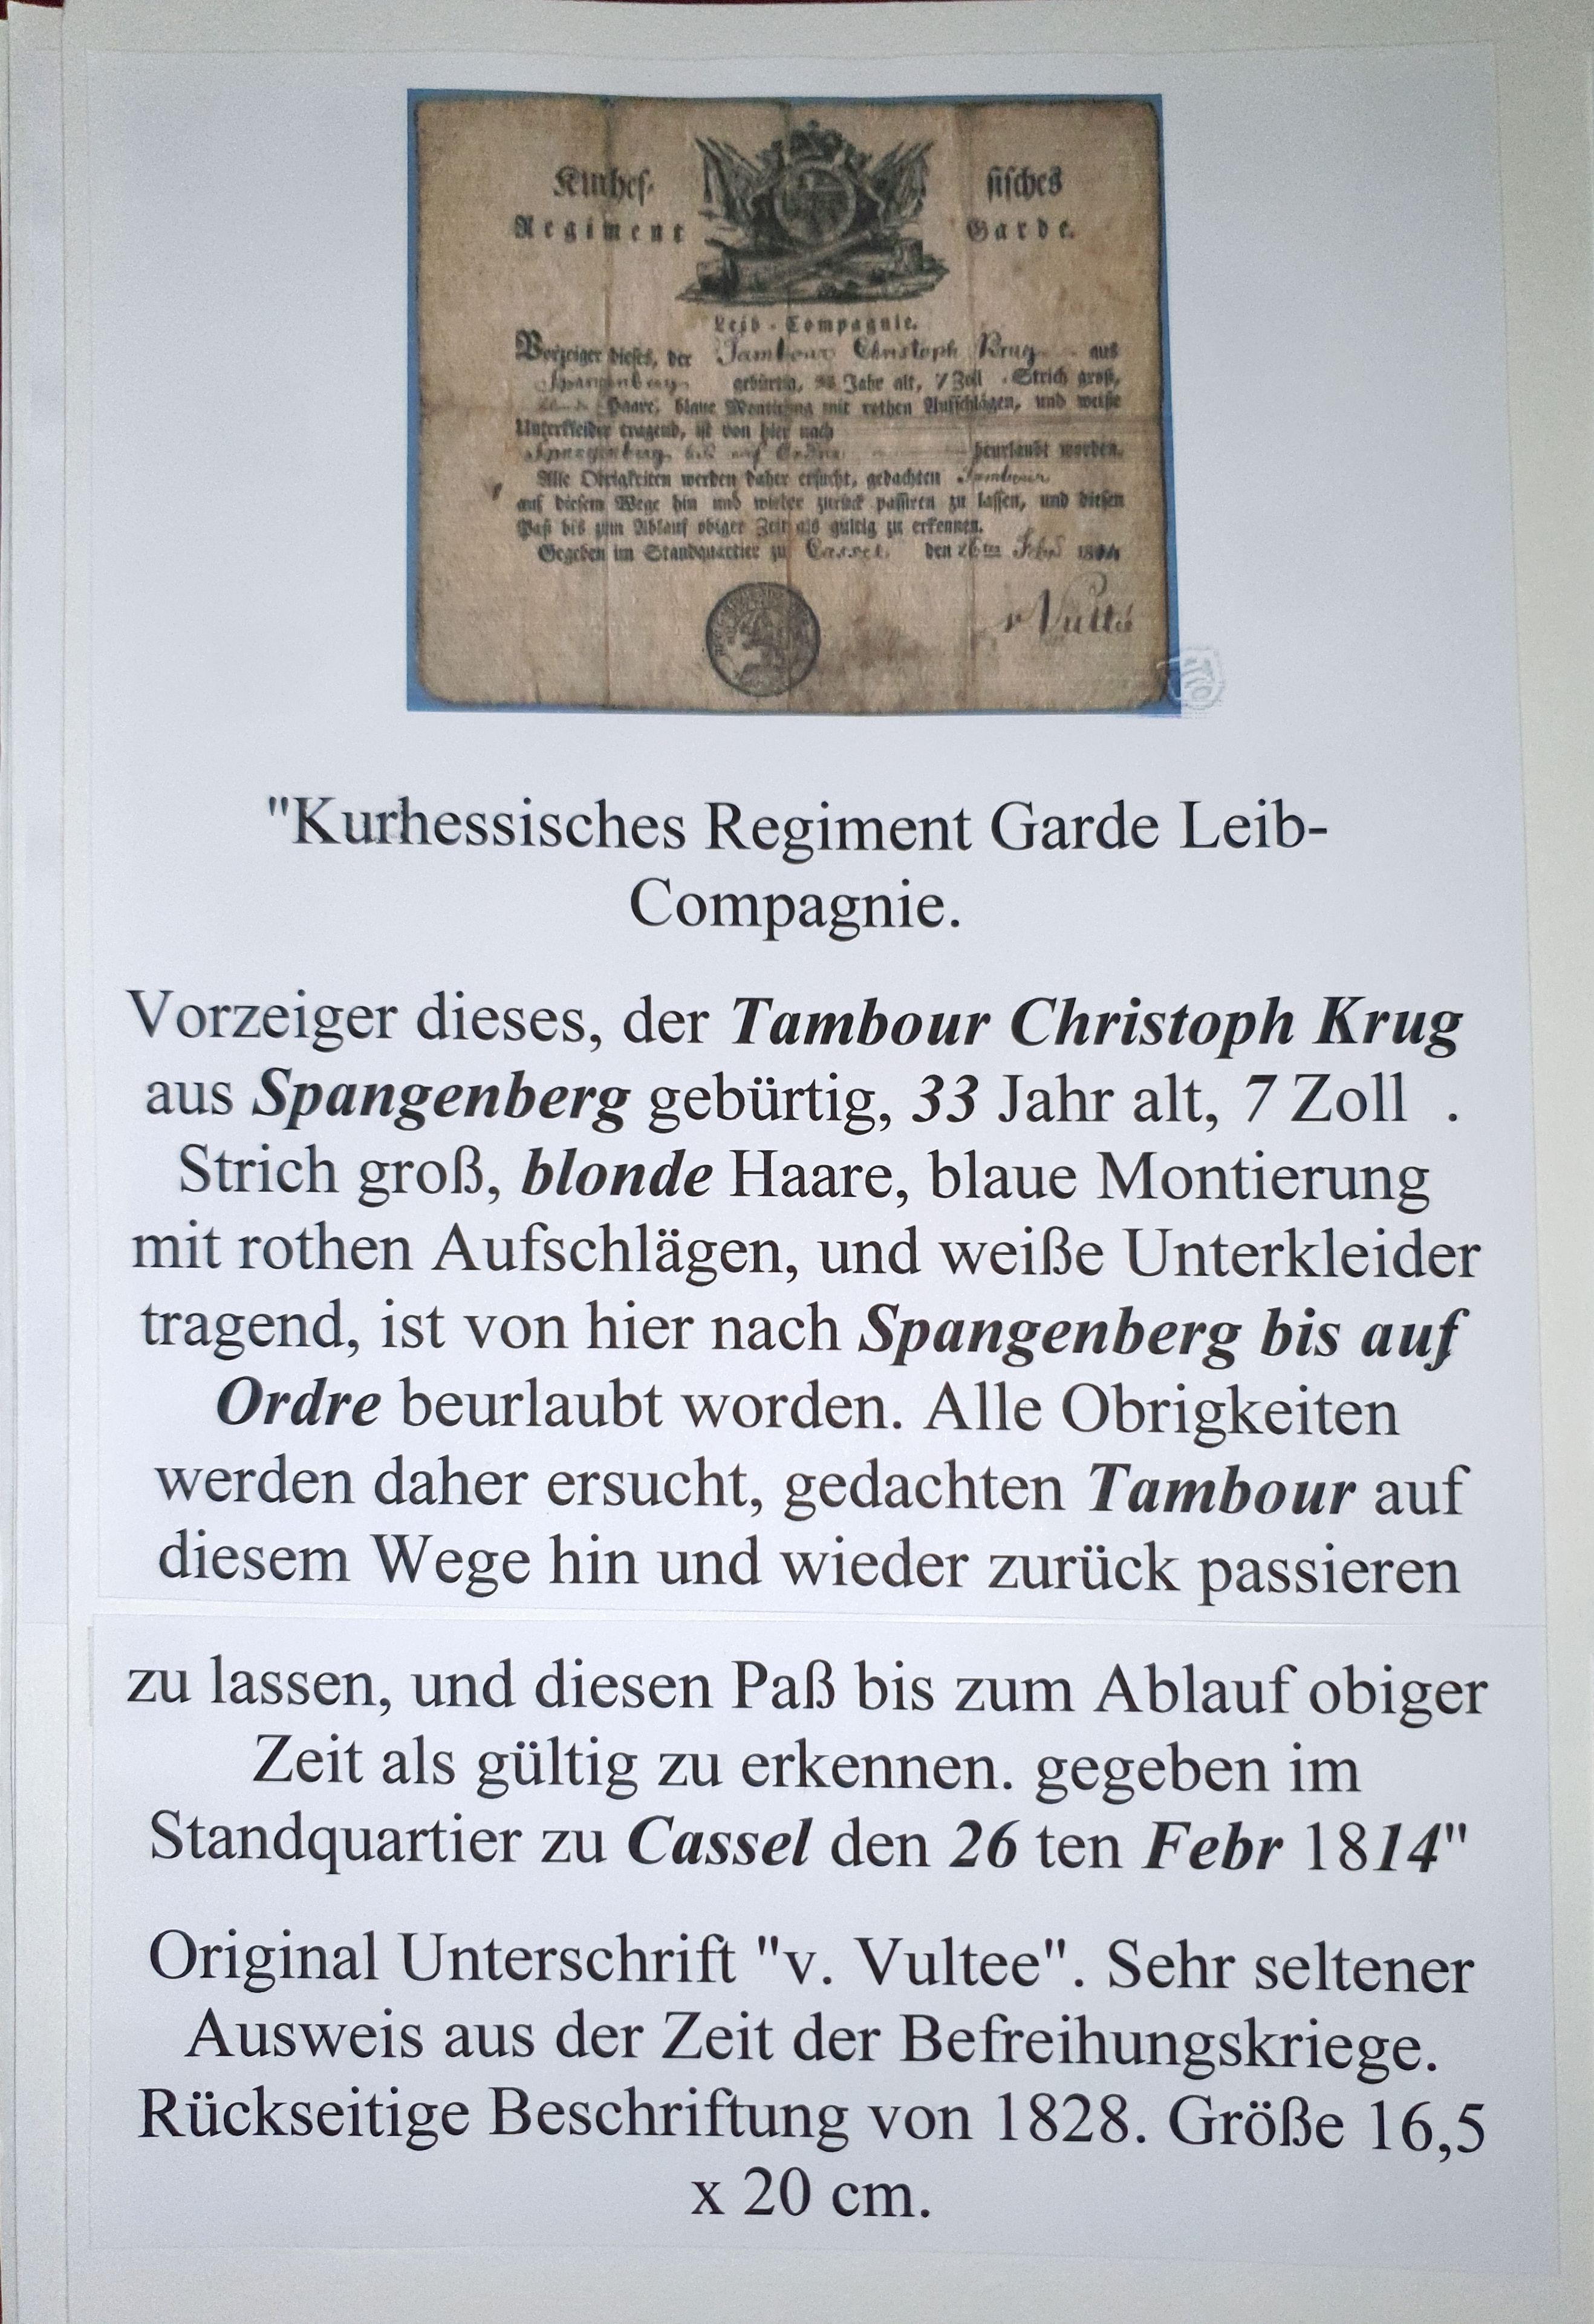 Kurhes- sisches
Regiment Garde.
Leib-Compagnie.
Vorzeiger dieses, der Tambour Christoph Krug aus
Spangenberg gebürtig, Jahr alt, 7 Zoll . Strich groß,
Haare, blaue Montirung mit rothen Aufschlägen, und weiße
Unterkleider tragend, ist von hier nach
Spangenberg bis auf Ordre beurlaubt worden.
Alle Obrigkeiten werden daher ersucht, gedachten Tambour
auf diesem Wege hin und wieder zurück passiren zu lassen, und diesen
Paß bis zum Ablauf obiger Zeit als gültig zu erkennen.
Gegeben im Standquartier zu Cassel den 26ten Febr 1814
v Vulteé
"Kurhessisches Regiment Garde Leib-
Compagnie.
Vorzeiger dieses, der Tambour Christoph Krug
aus Spangenberg gebürtig, 33 Jahr alt, 7 Zoll .
Strich groß, blonde Haare, blaue Montierung
mit rothen Aufschlägen, und weiße Unterkleider
tragend, ist von hier nach Spangenberg bis auf
Ordre beurlaubt worden. Alle Obrigkeiten
werden daher ersucht, gedachten Tambour auf
diesem Wege hin und wieder zurück passieren
zu lassen, und diesen Paß bis zum Ablauf obiger
Zeit als gültig zu erkennen. gegeben im
Standquartier zu Cassel den 26 ten Febr 1814"
Original Unterschrift "v. Vultee". Sehr seltener
Ausweis aus der Zeit der Befreihungskriege.
Rückseitige Beschriftung von 1828. Größe 16,5
x 20 cm.